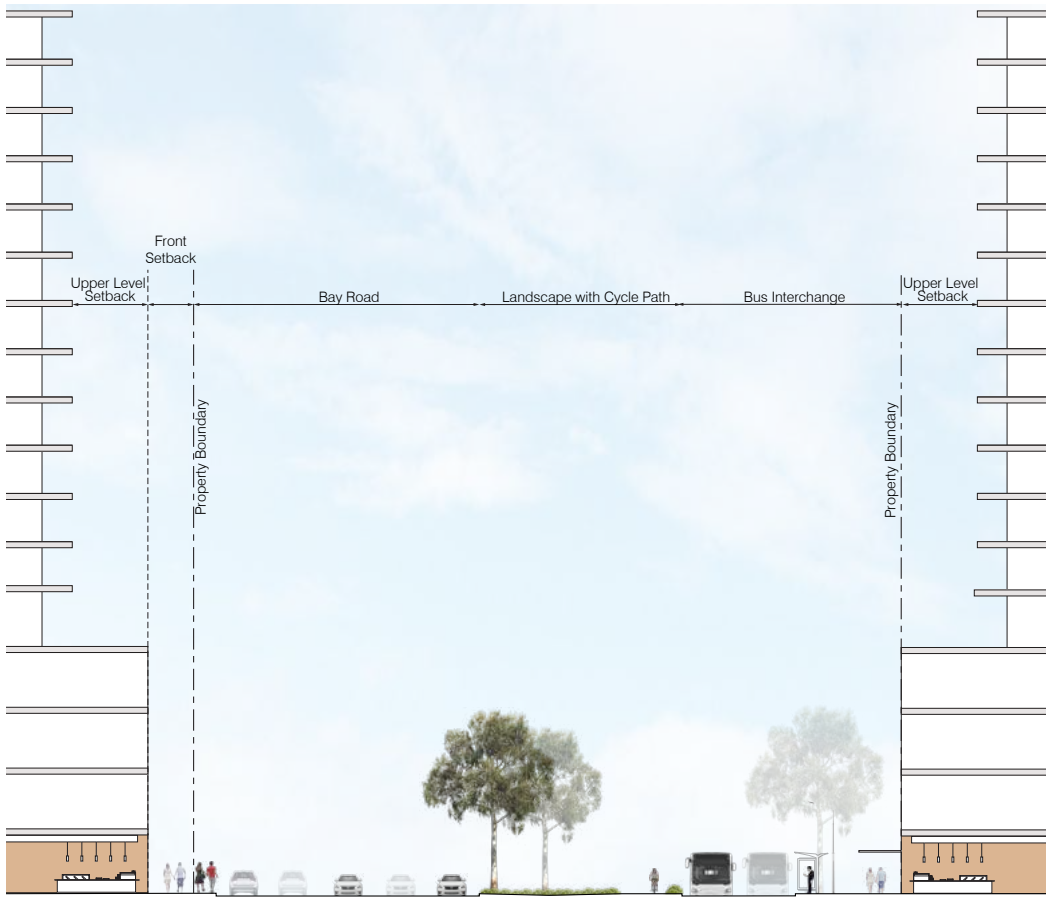 Front
Setback
Upper Level
Setback
Bay Road
Landscape with Cycle Path
Bus Interchange
Upper Level
Setback
Property Boundary
Property Boundary